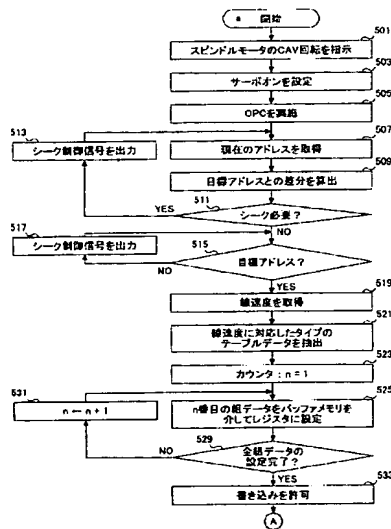 a 開始
501
スピンドルモータのCAV回転を指示
503
サーボオンを設定
505
OPCを実施
507
現在のアドレスを取得
513
シーク制御信号を出力
509
目標アドレスとの差分を算出
511
シーク必要?
YES
NO
517
シーク制御信号を出力
515
目標アドレス?
NO
YES
519
線速度を取得
521
線速度に対応したタイプの
テーブルデータを抽出
523
カウンタ:n=1
525
n番目の組データをバッファメモリを
介してレジスタに設定
531
n ← n+1
529
全組データの
設定完了?
NO
YES
533
書き込みを許可
A